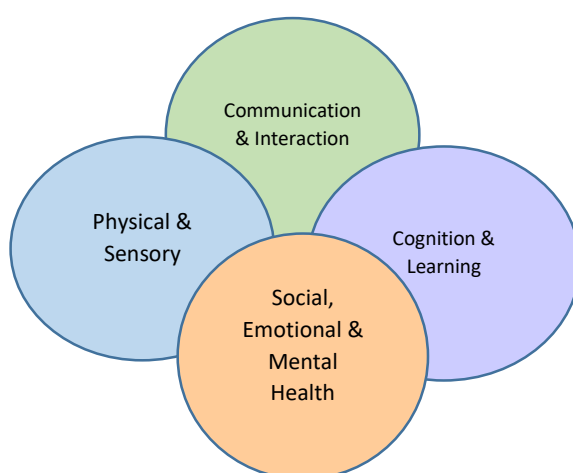 Communication
& Interaction
Physical &
Sensory
Cognition &
Learning
Social,
Emotional &
Mental
Health